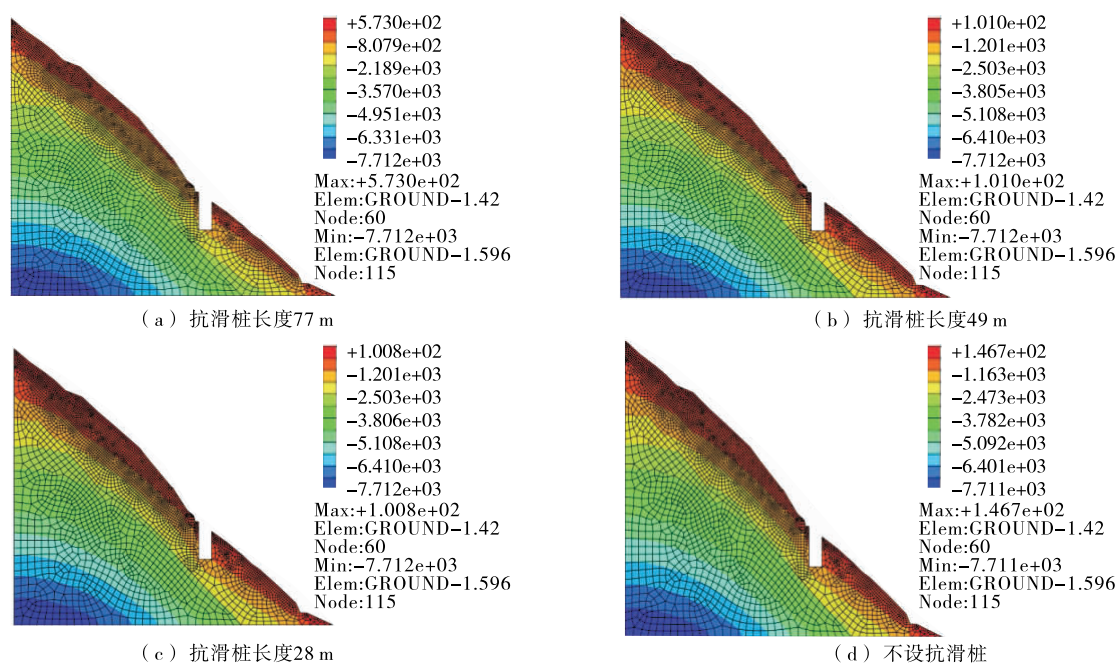 +5.730e+02
-8.079e+02
-2.189e+03
-3.570e+03
-4.951e+03
-6.331e+03
-7.712e+03
Max:+5.730e+02
Elem:GROUND-1.42
Node:60
Min:-7.712e+03
Elem:GROUND-1.596
Node:115
(a) 抗滑桩长度77 m
+1.010e+02
-1.201e+03
-2.503e+03
-3.805e+03
-5.108e+03
-6.410e+03
-7.712e+03
Max:+1.010e+02
Elem:GROUND-1.42
Node:60
Min:-7.712e+03
Elem:GROUND-1.596
Node:115
(b) 抗滑桩长度49 m
+1.008e+02
-1.201e+03
-2.503e+03
-3.806e+03
-5.108e+03
-6.410e+03
-7.712e+03
Max:+1.008e+02
Elem:GROUND-1.42
Node:60
Min:-7.712e+03
Elem:GROUND-1.596
Node:115
(c) 抗滑桩长度28 m
+1.467e+02
-1.163e+03
-2.473e+03
-3.782e+03
-5.092e+03
-6.401e+03
-7.711e+03
Max:+1.467e+02
Elem:GROUND-1.42
Node:60
Min:-7.711e+03
Elem:GROUND-1.596
Node:115
(d) 不设抗滑桩